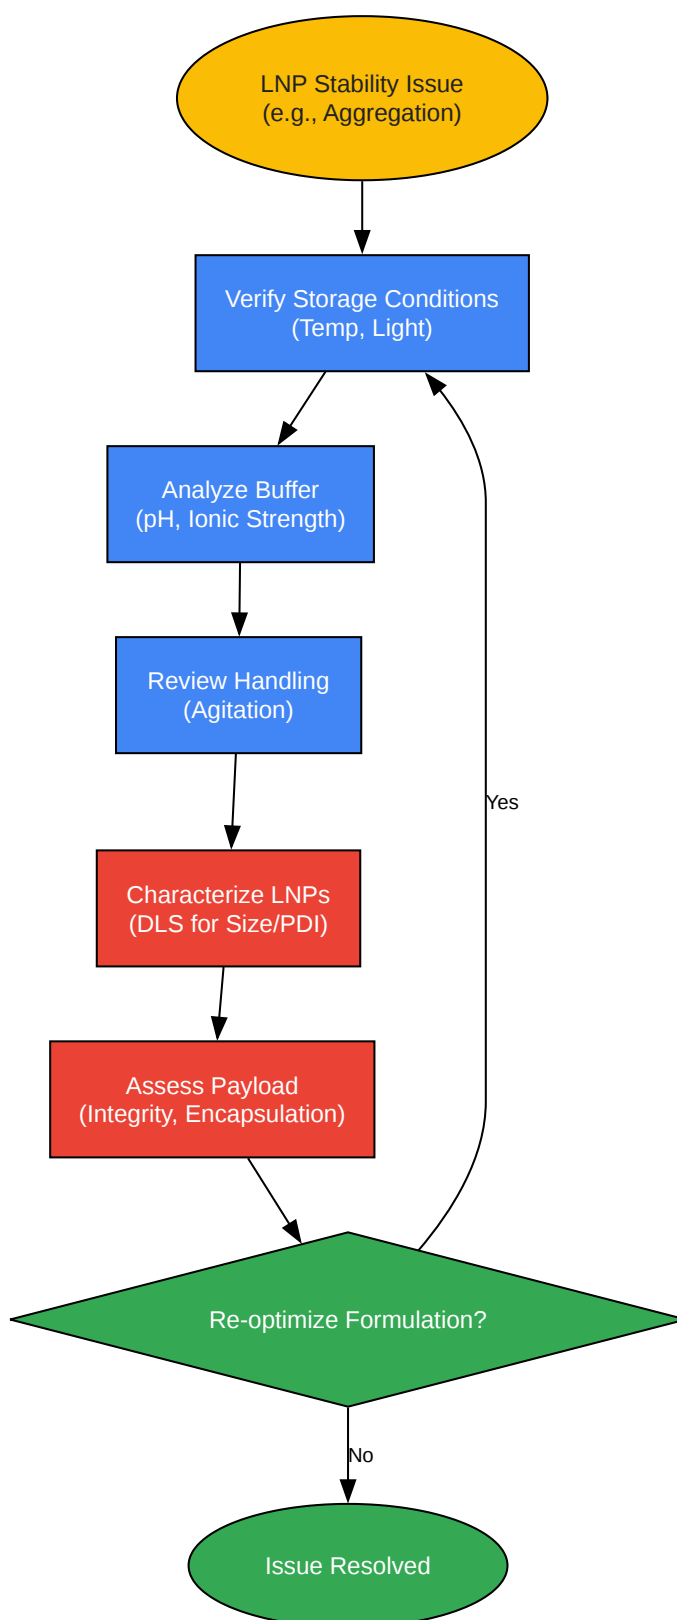 LNP Stability Issue
(e.g., Aggregation)
Verify Storage Conditions
(Temp, Light)
Analyze Buffer
(pH, Ionic Strength)
Review Handling
(Agitation)
Yes
Characterize LNPs
(DLS for Size/PDI)
Assess Payload
(Integrity, Encapsulation)
Re-optimize Formulation?
No
Issue Resolved